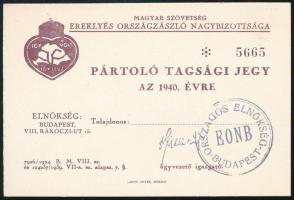 MAGYAR SZÖVETSÉG
EREKLYÉS ORSZÁGZÁSZLÓ NAGYBIZOTTSÁGA
5665
PÁRTOLÓ TAGSÁGI JEGY
AZ 1940. ÉVRE
ELNÖKSÉG:
BUDAPEST,
VIII, RÁKÓCZI-UT
Tulajdonos:
ORSZÁGOS ELNÖKSÉG
EONB
BUDAPEST
ügyvezető igazgató.